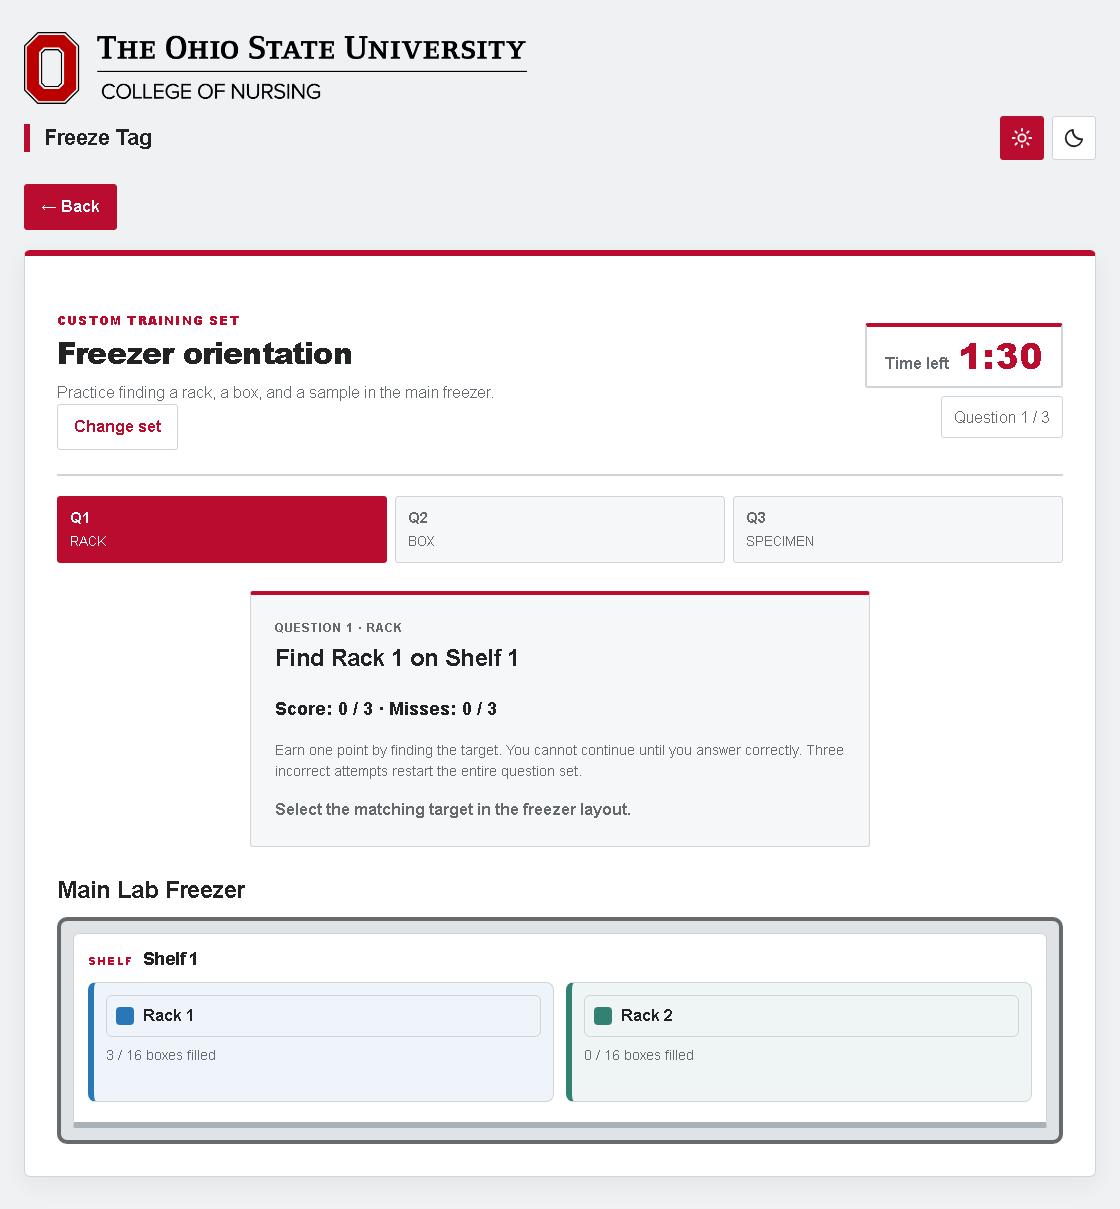 The Ohio State University
COLLEGE OF NURSING
Freeze Tag
← Back
CUSTOM TRAINING SET
Freezer orientation
Practice finding a rack, a box, and a sample in the main freezer.
Change set
Time left 1:30
Question 1 / 3
Q1
RACK
Q2
BOX
Q3
SPECIMEN
QUESTION 1 · RACK
Find Rack 1 on Shelf 1
Score: 0 / 3 · Misses: 0 / 3
Earn one point by finding the target. You cannot continue until you answer correctly. Three
incorrect attempts restart the entire question set.
Select the matching target in the freezer layout.
Main Lab Freezer
SHELF Shelf 1
Rack 1
3 / 16 boxes filled
Rack 2
0 / 16 boxes filled